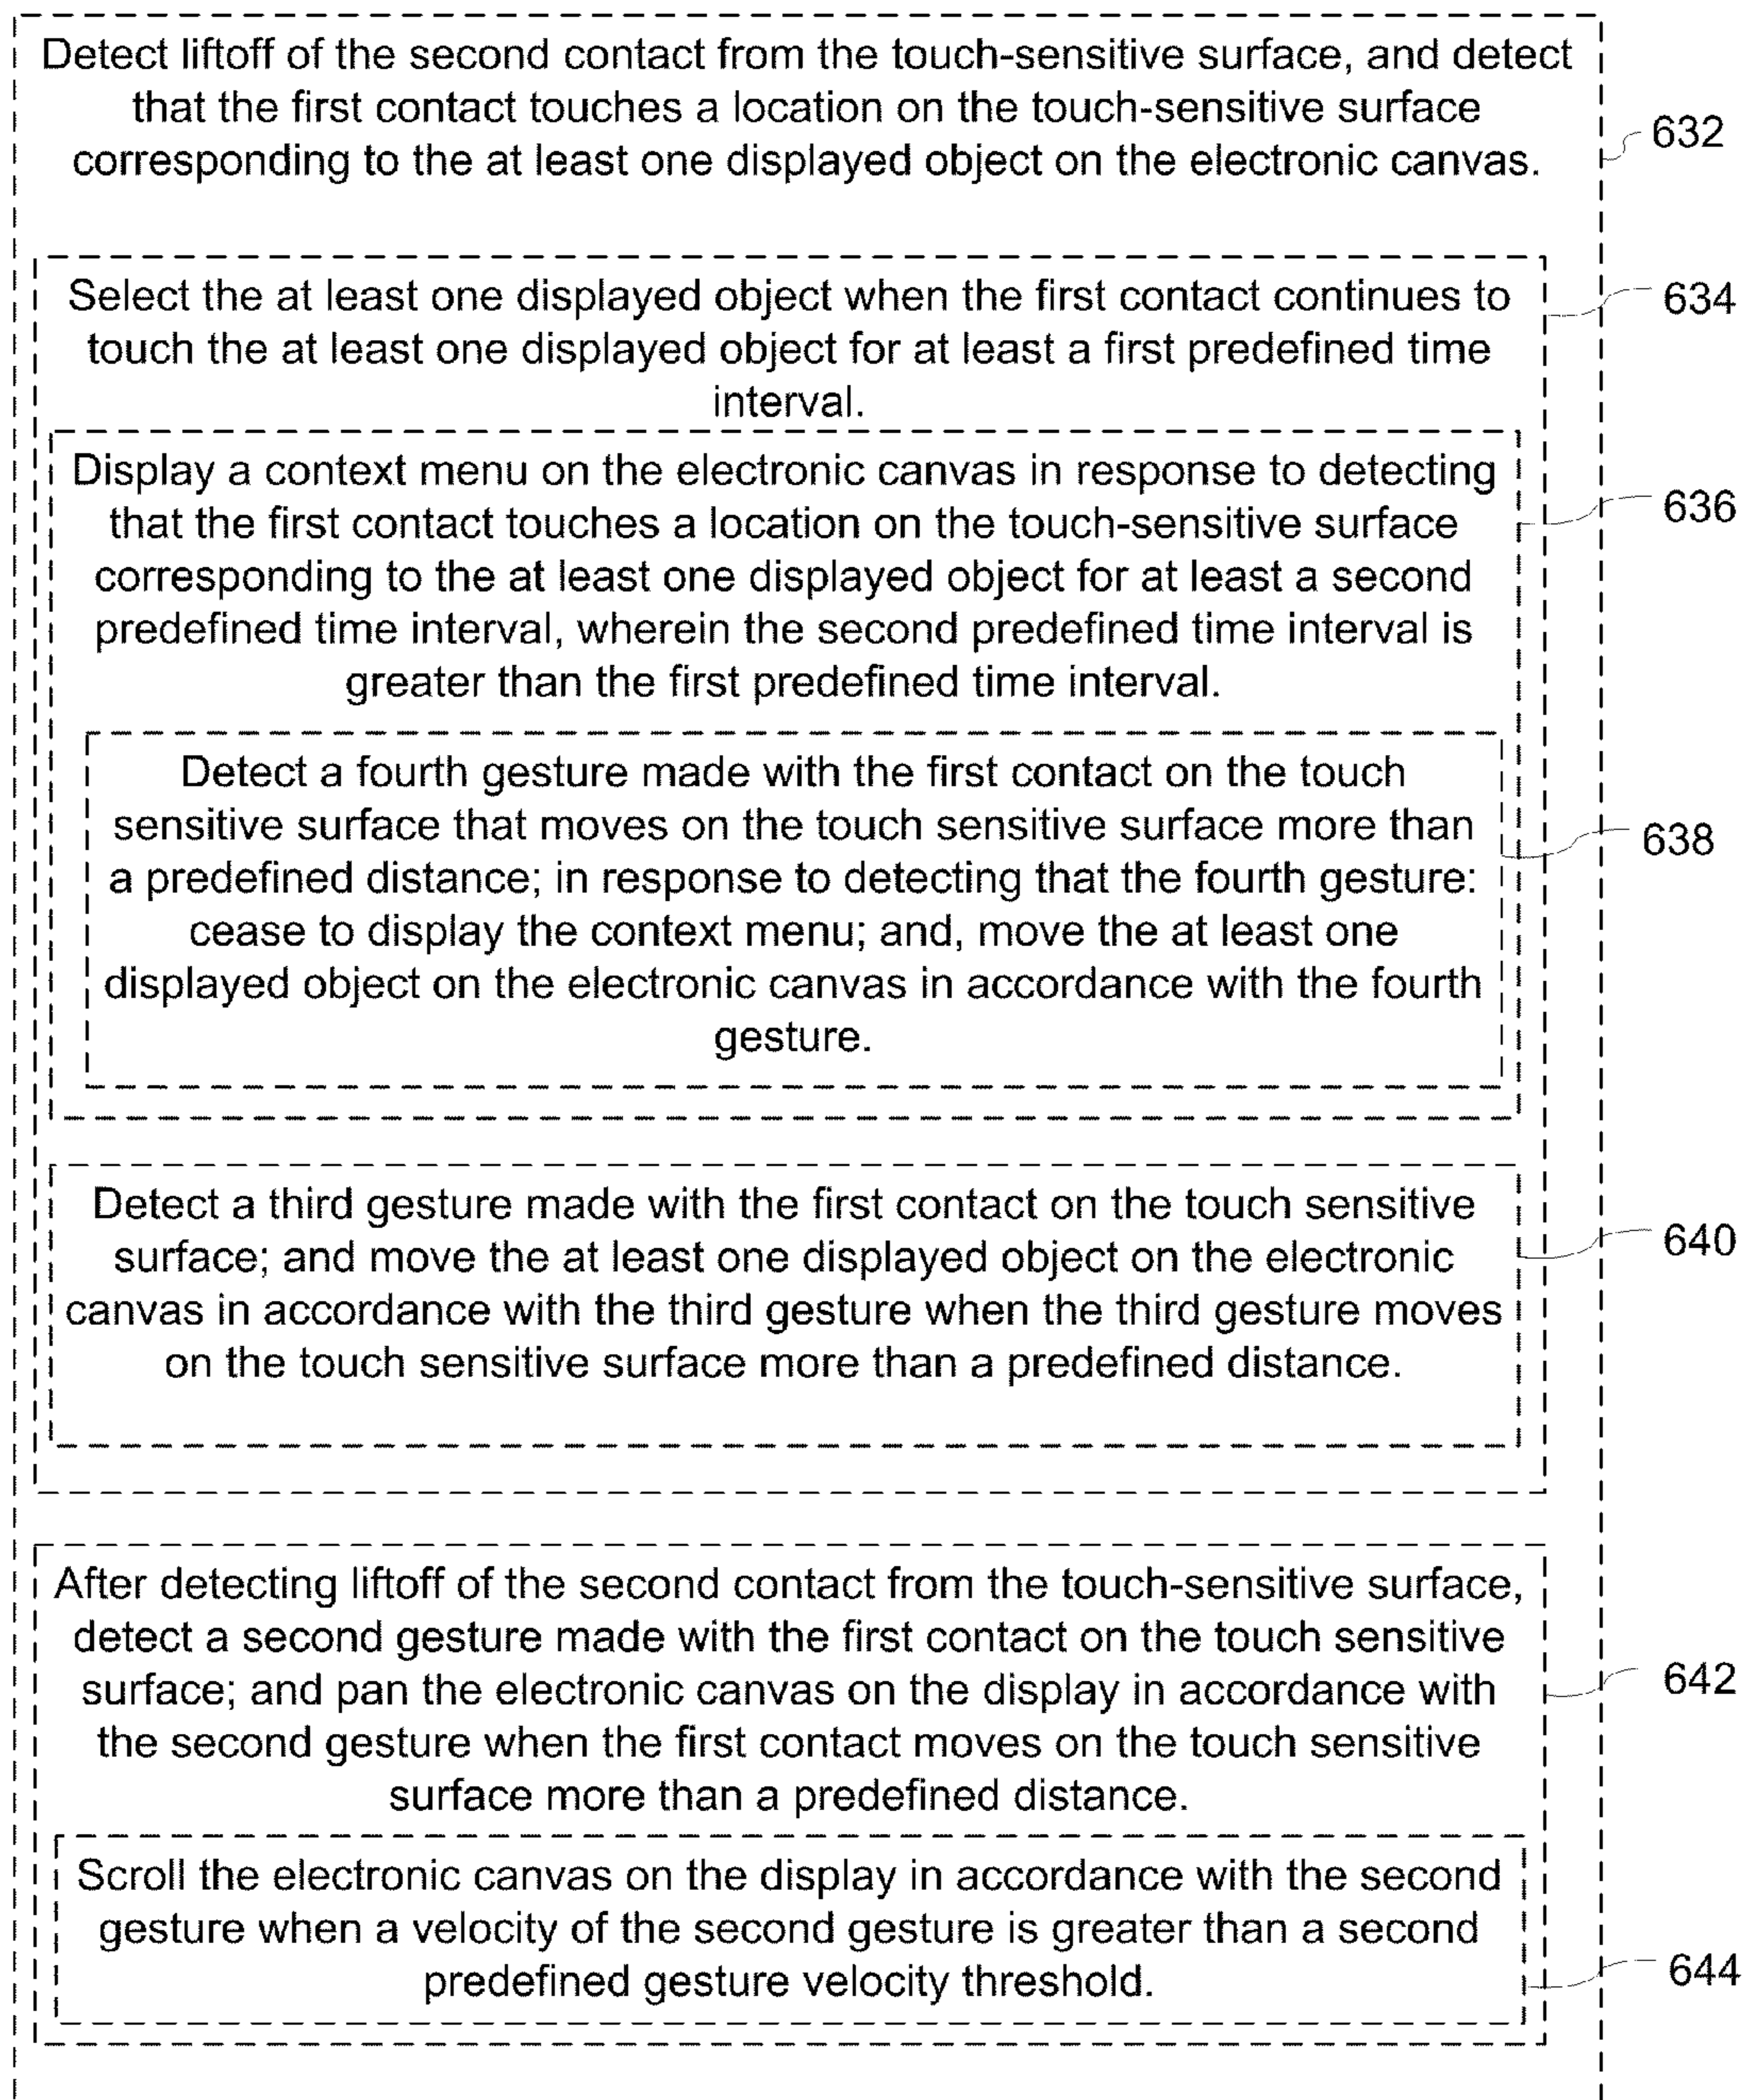 Detect liftoff of the second contact from the touch-sensitive surface, and detect
that the first contact touches a location on the touch-sensitive surface
corresponding to the at least one displayed object on the electronic canvas.
632
Select the at least one displayed object when the first contact continues to
touch the at least one displayed object for at least a first predefined time
interval.
634
Display a context menu on the electronic canvas in response to detecting
that the first contact touches a location on the touch-sensitive surface
corresponding to the at least one displayed object for at least a second
predefined time interval, wherein the second predefined time interval is
greater than the first predefined time interval.
636
Detect a fourth gesture made with the first contact on the touch
sensitive surface that moves on the touch sensitive surface more than
a predefined distance; in response to detecting that the fourth gesture:
cease to display the context menu; and, move the at least one
displayed object on the electronic canvas in accordance with the fourth
gesture.
638
Detect a third gesture made with the first contact on the touch sensitive
surface; and move the at least one displayed object on the electronic
canvas in accordance with the third gesture when the third gesture moves
on the touch sensitive surface more than a predefined distance.
640
After detecting liftoff of the second contact from the touch-sensitive surface,
detect a second gesture made with the first contact on the touch sensitive
surface; and pan the electronic canvas on the display in accordance with
the second gesture when the first contact moves on the touch sensitive
surface more than a predefined distance.
642
Scroll the electronic canvas on the display in accordance with the second
gesture when a velocity of the second gesture is greater than a second
predefined gesture velocity threshold.
644